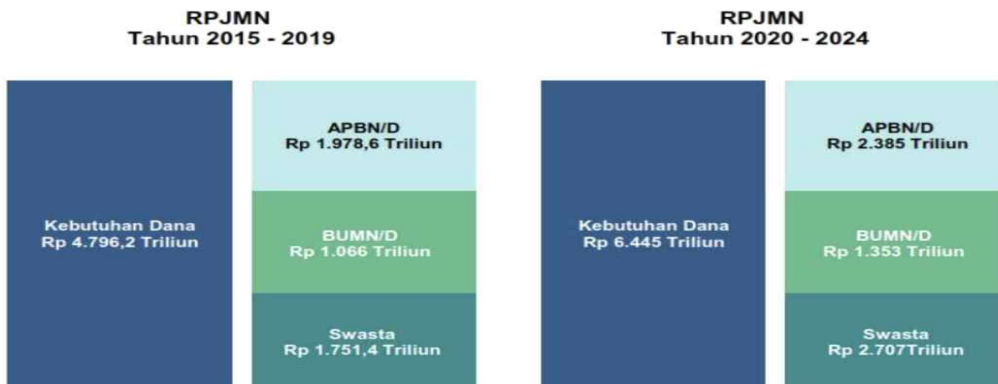 RPJMN
Tahun 2015 - 2019
Kebutuhan Dana
Rp 4.796,2 Triliun
APBN/D
Rp 1.978,6 Triliun
BUMN/D
Rp 1.066 Triliun
Swasta
Rp 1.751,4 Triliun
RPJMN
Tahun 2020 - 2024
Kebutuhan Dana
Rp 6.445 Triliun
APBN/D
Rp 2.385 Triliun
BUMN/D
Rp 1.353 Triliun
Swasta
Rp 2.707Triliun